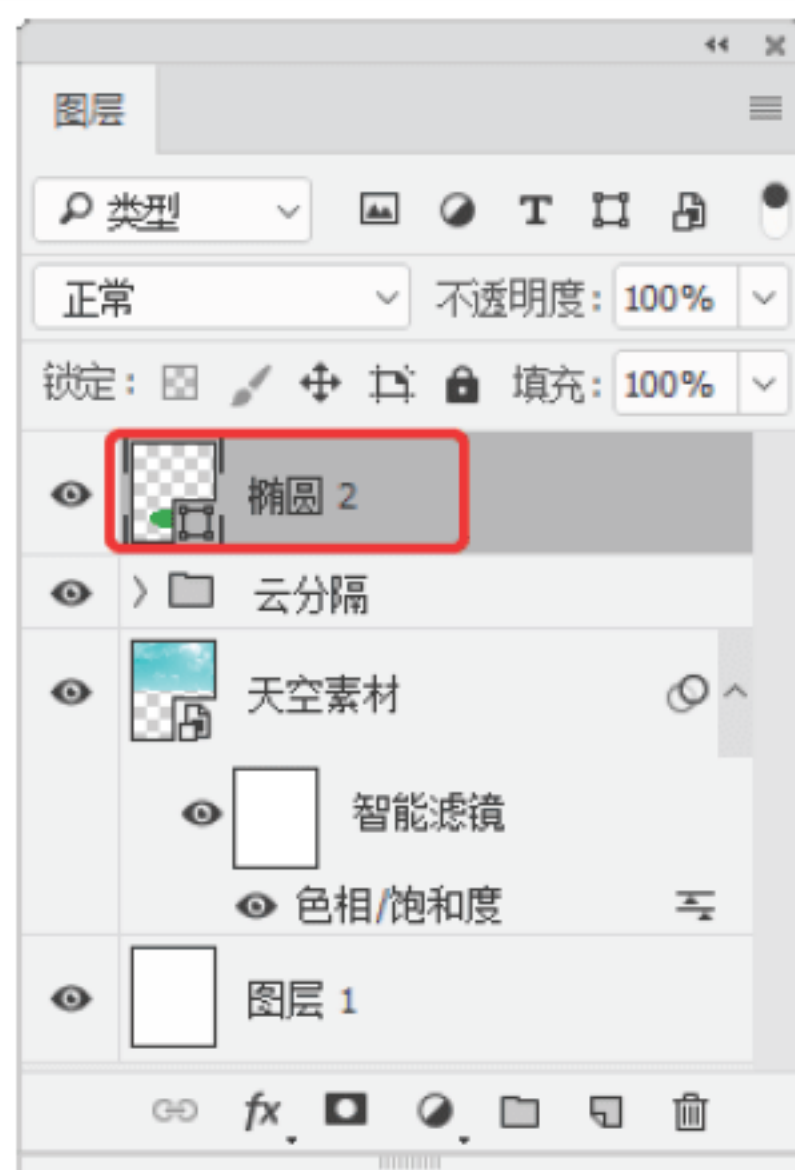 图层
类型
正常 不透明度: 100%
锁定: 填充: 100%
椭圆 2
云分隔
天空素材
智能滤镜
色相/饱和度
图层 1
fx